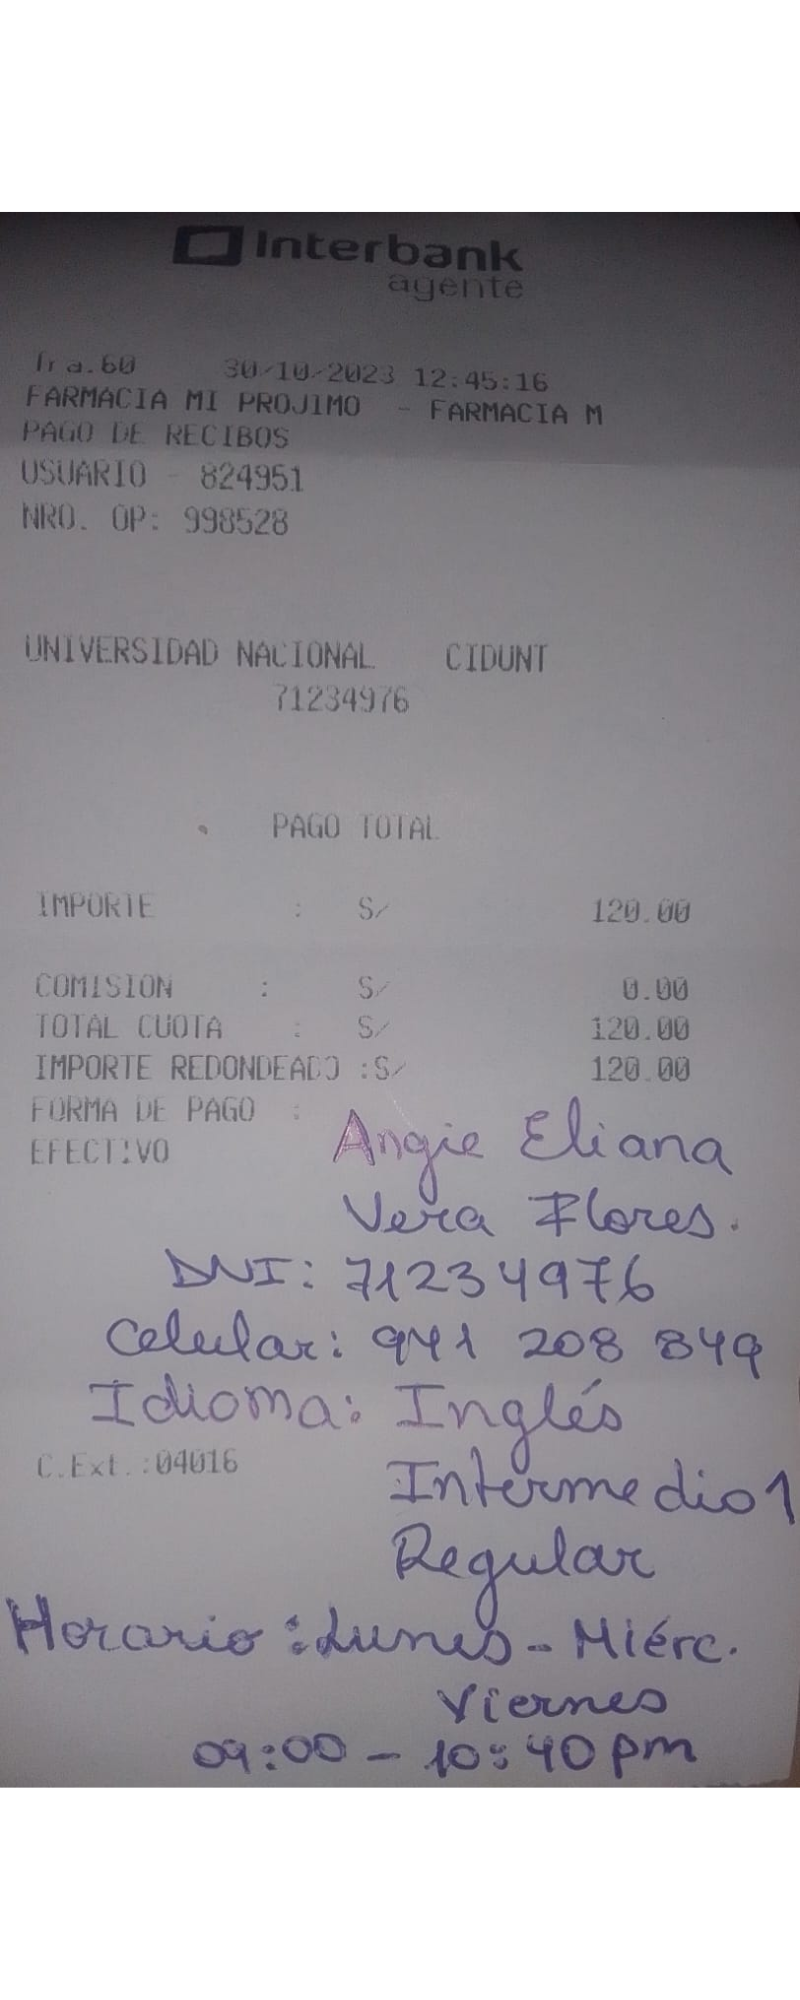 Interbank
agente
Tra.60 30/10/2023 12:45:16
FARMACIA MI PROJIMO - FARMACIA M
PAGO DE RECIBOS
USUARIO - 824951
NRO. OP: 998528
UNIVERSIDAD NACIONAL CIDUNT
71234976
PAGO TOTAL
IMPORTE : S/ 120.00
COMISION : S/ 0.00
TOTAL CUOTA : S/ 120.00
IMPORTE REDONDEADO :S/ 120.00
FORMA DE PAGO :
EFECTIVO
Angie Eliana
Vera Flores.
DNI: 71234976
Celular: 941 208 849
Idioma: Inglés
C.Ext.:04016
Intermedio 1
Regular
Horario: Lunes - Miérc.
Viernes
09:00 - 10:40 pm